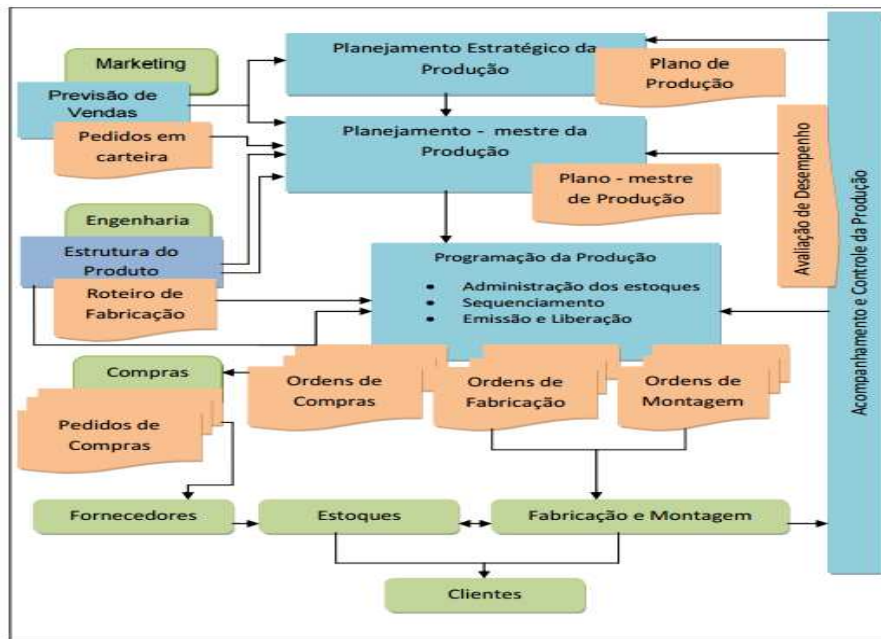 Marketing
Previsão de
Vendas
Pedidos em
carteira
Planejamento Estratégico da
Produção
Plano de
Produção
Planejamento - mestre da
Produção
Plano - mestre
de Produção
Avaliação de Desempenho
Acompanhamento e Controle da Produção
Engenharia
Estrutura do
Produto
Roteiro de
Fabricação
Programação da Produção
• Administração dos estoques
• Sequenciamento
• Emissão e Liberação
Compras
Pedidos de
Compras
Ordens de
Compras
Ordens de
Fabricação
Ordens de
Montagem
Fornecedores
Estoques
Fabricação e Montagem
Clientes